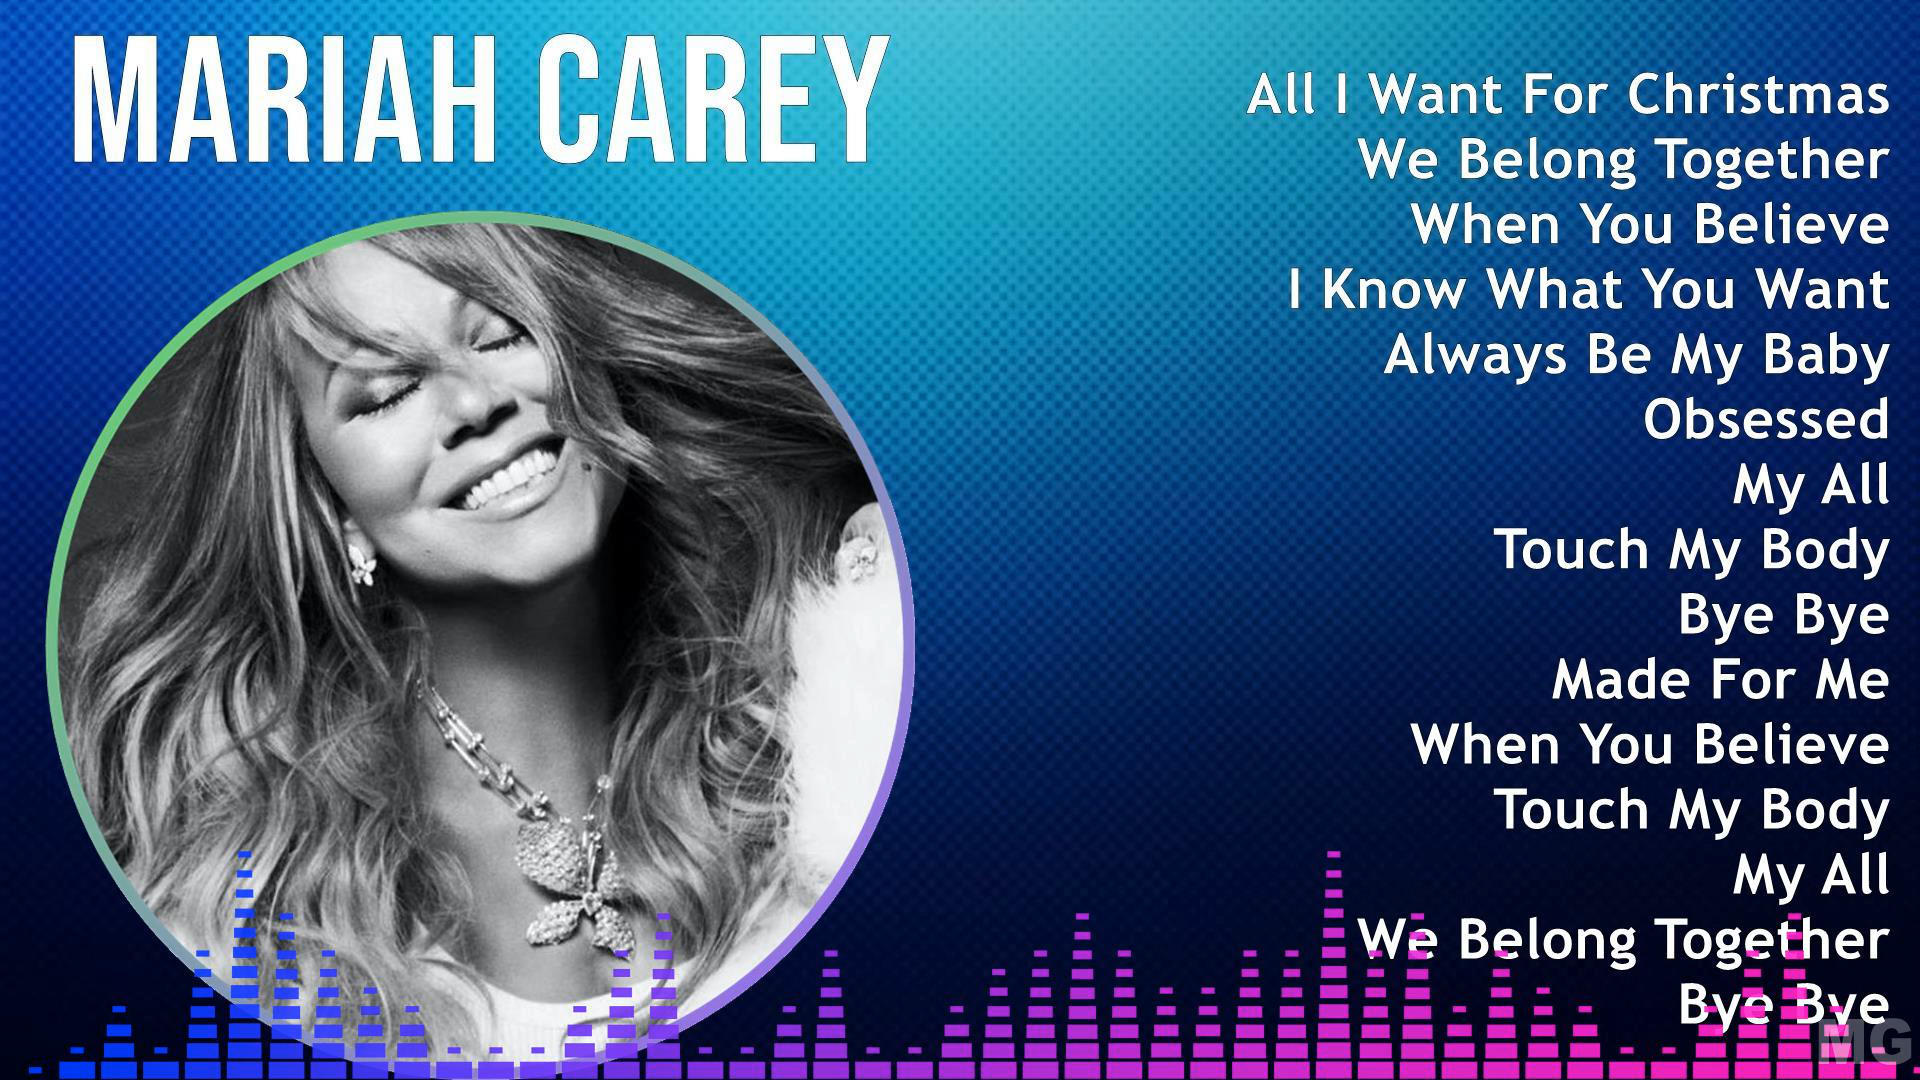 MARIAH CAREY
All I Want For Christmas
We Belong Together
When You Believe
I Know What You Want
Always Be My Baby
Obsessed
My All
Touch My Body
Bye Bye
Made For Me
When You Believe
Touch My Body
My All
We Belong Together
Bye Bye
MG